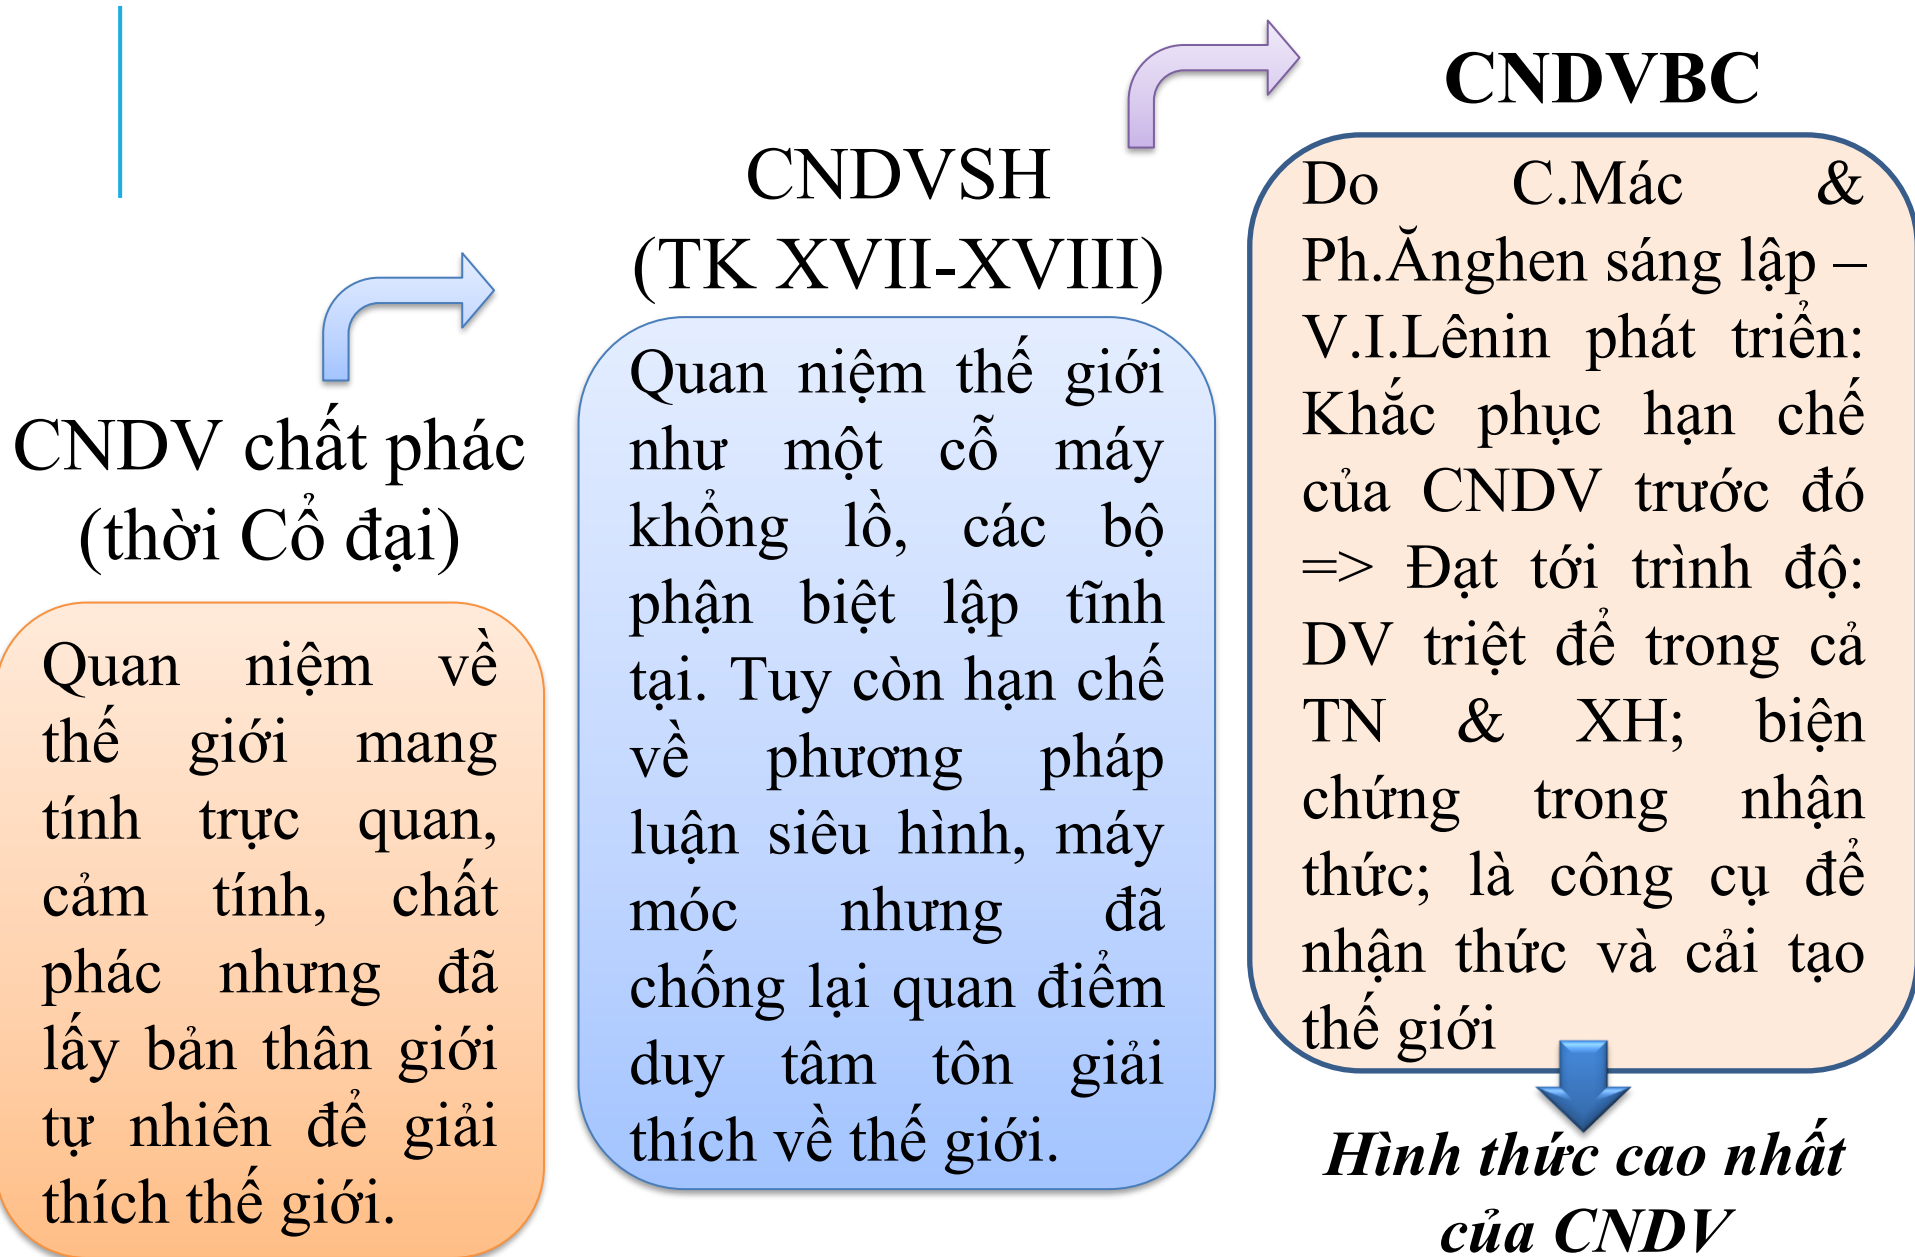 CNDV chất phác
(thời Cổ đại)
Quan niệm về
thế giới mang
tính trực quan,
cảm tính, chất
phác nhưng đã
lấy bản thân giới
tự nhiên để giải
thích thế giới.
CNDVSH
(TK XVII-XVIII)
Quan niệm thế giới
như một cỗ máy
khổng lồ, các bộ
phận biệt lập tĩnh
tại. Tuy còn hạn chế
về phương pháp
luận siêu hình, máy
móc nhưng đã
chống lại quan điểm
duy tâm tôn giải
thích về thế giới.
CNDVBC
Do C.Mác &
Ph.Ănghen sáng lập –
V.I.Lênin phát triển:
Khắc phục hạn chế
của CNDV trước đó
=> Đạt tới trình độ:
DV triệt để trong cả
TN & XH; biện
chứng trong nhận
thức; là công cụ để
nhận thức và cải tạo
thế giới
Hình thức cao nhất
của CNDV